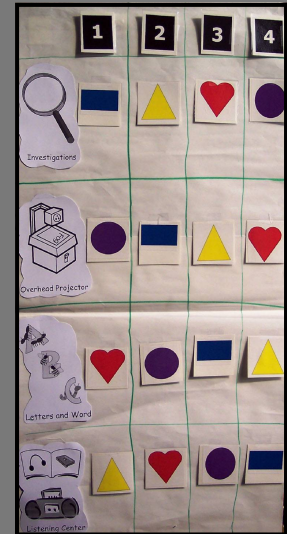 1 2 3 4
Investigations
Overhead Projector
Letters and Word
Listening Center